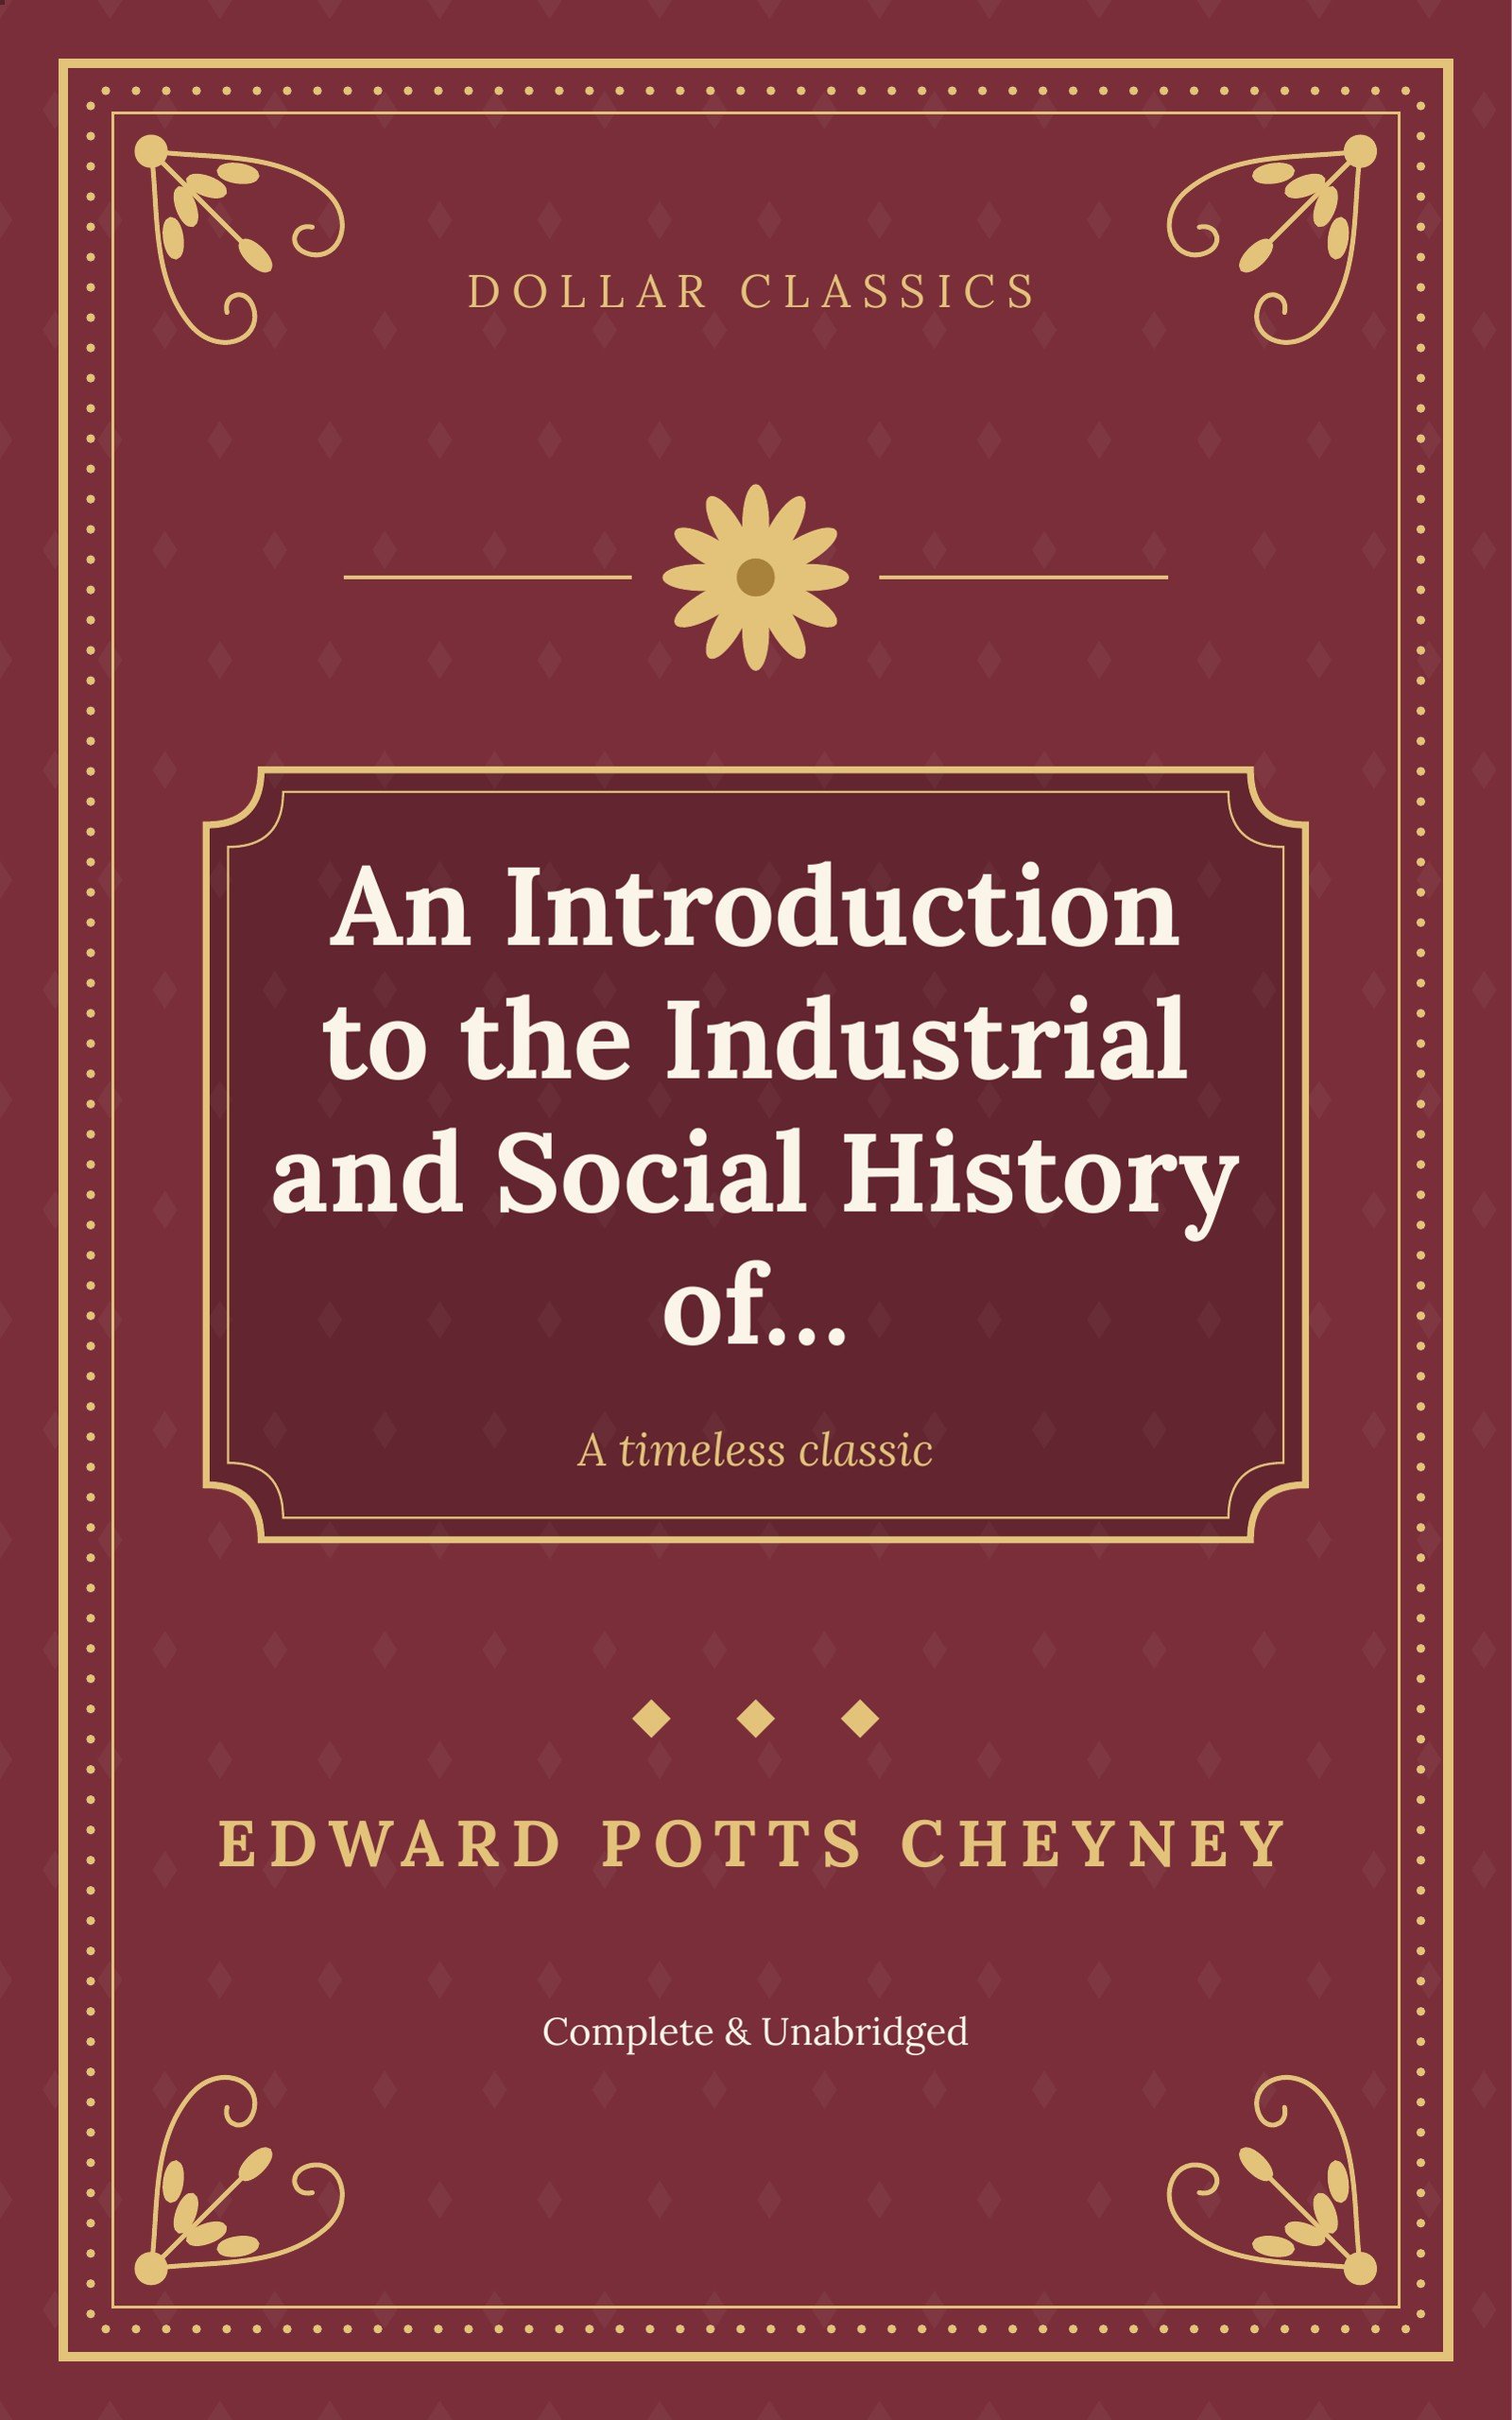 DOLLAR CLASSICS
An Introduction
to the Industrial
and Social History
of...
A timeless classic
EDWARD POTTS CHEYNEY
Complete & Unabridged